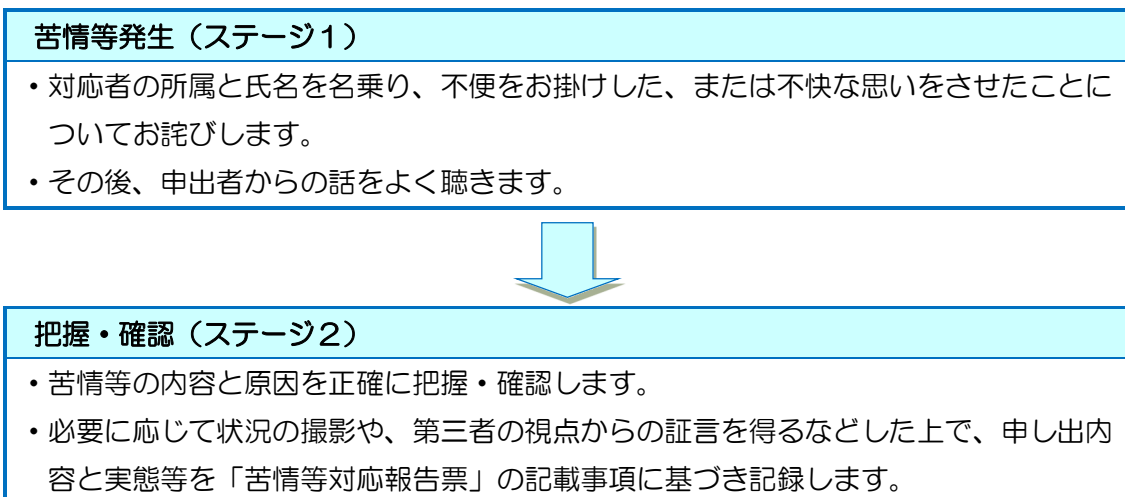 苦情等発生（ステージ１）
・対応者の所属と氏名を名乗り、不便をお掛けした、または不快な思いをさせたことに
ついてお詫びします。
・その後、申出者からの話をよく聴きます。
把握・確認（ステージ２）
・苦情等の内容と原因を正確に把握・確認します。
・必要に応じて状況の撮影や、第三者の視点からの証言を得るなどした上で、申し出内
容と実態等を「苦情等対応報告票」の記載事項に基づき記録します。